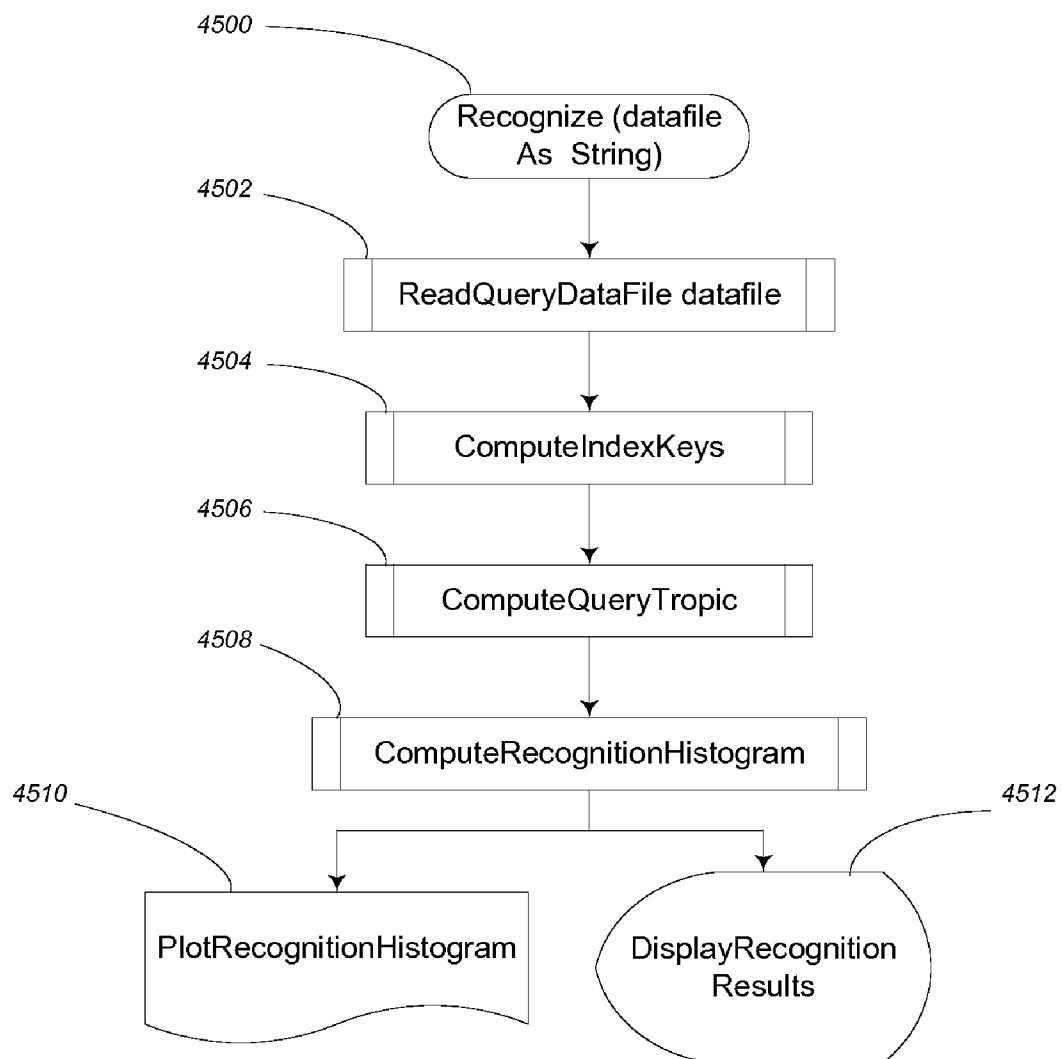 4500
Recognize (datafile
As String)
4502
ReadQueryDataFile datafile
4504
ComputeIndexKeys
4506
ComputeQueryTropic
4508
ComputeRecognitionHistogram
4510
4512
PlotRecognitionHistogram
DisplayRecognition
Results